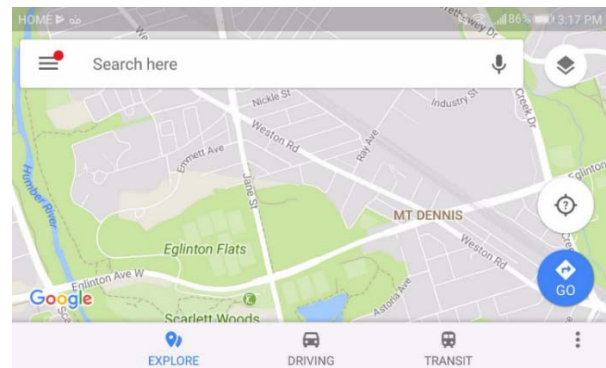 HOME
86% 3:17 PM
Search here
Nickle St
Industry St
Creek Dr
Weston Rd
Ray Ave
Emmett Ave
Jane St
Eglinton
Humber River
MT DENNIS
Eglinton Flats
Weston Rd
Eglinton Ave W
Google
GO
Astoria Ave
Scarlett Woods
EXPLORE
DRIVING
TRANSIT